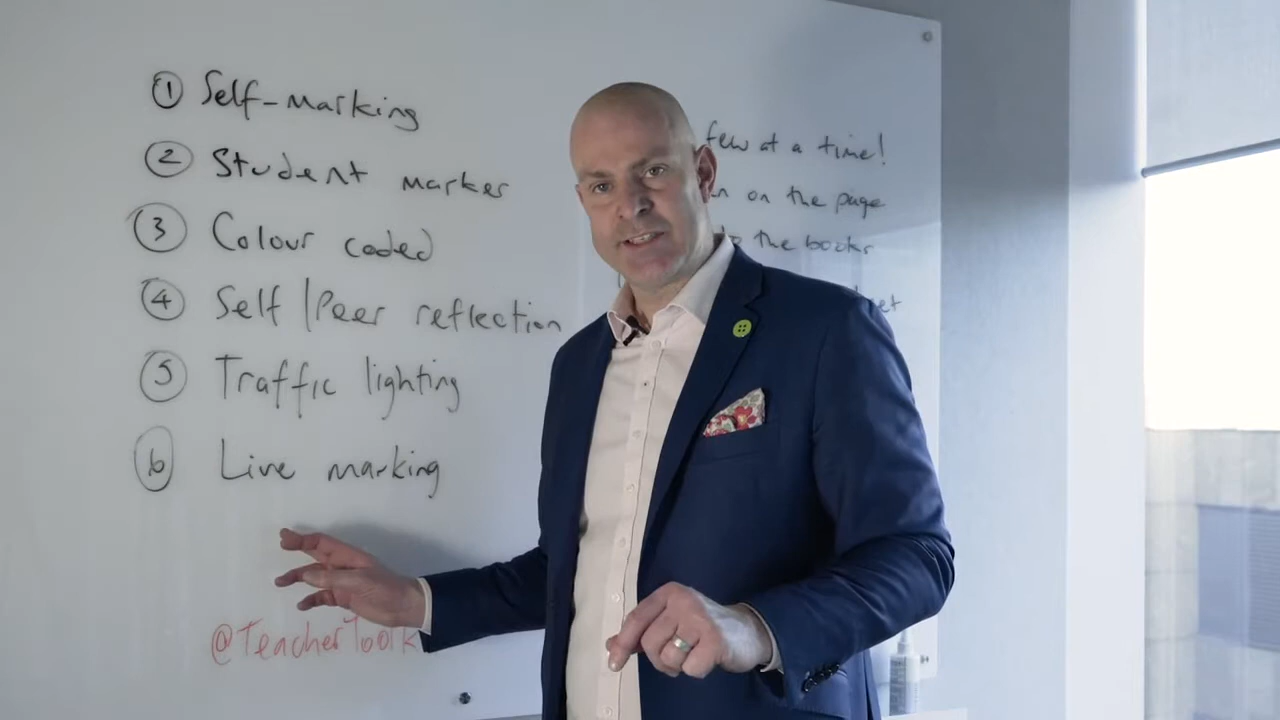 ① Self-marking
② Student marker
③ Colour coded
④ Self/Peer reflection
⑤ Traffic lighting
⑥ Live marking
@TeacherToolk
few at a time!
on the page
the books